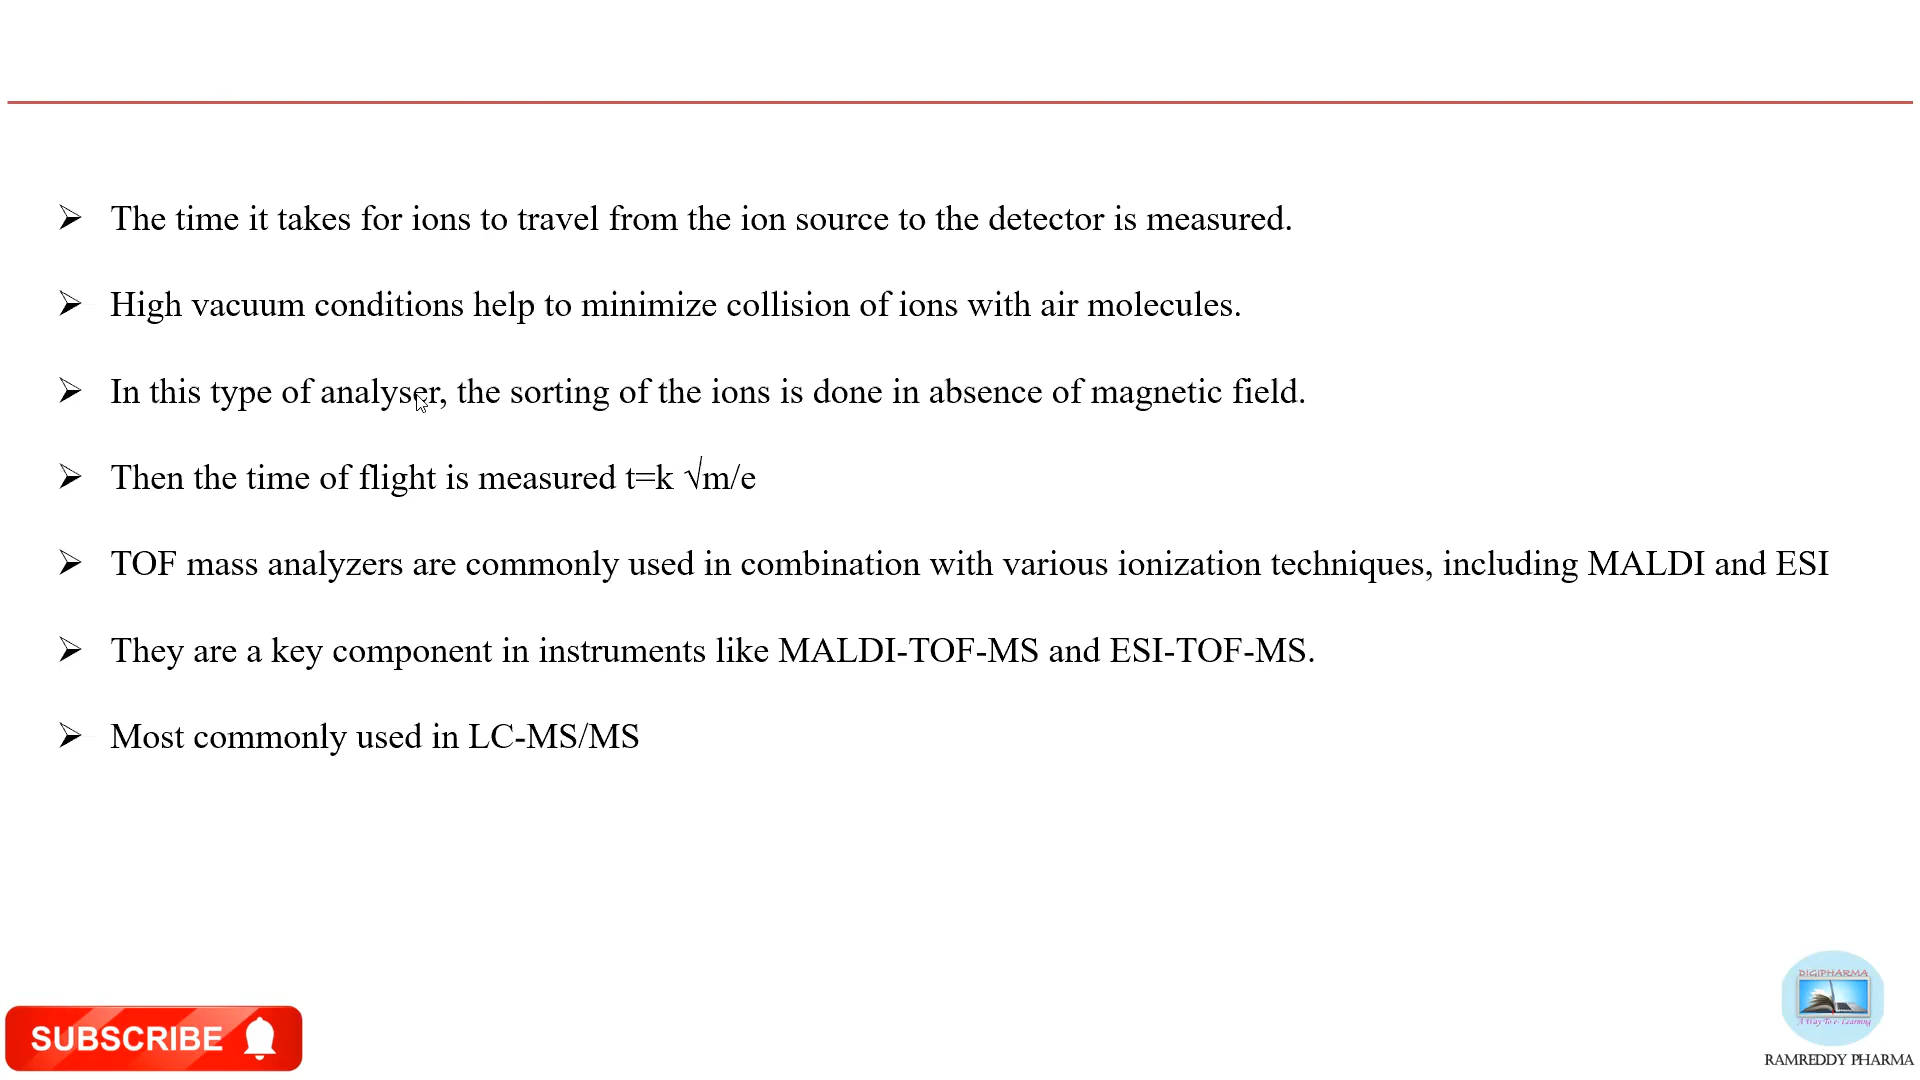 ➢ The time it takes for ions to travel from the ion source to the detector is measured.
➢ High vacuum conditions help to minimize collision of ions with air molecules.
➢ In this type of analyser, the sorting of the ions is done in absence of magnetic field.
➢ Then the time of flight is measured t=k √m/e
➢ TOF mass analyzers are commonly used in combination with various ionization techniques, including MALDI and ESI
➢ They are a key component in instruments like MALDI-TOF-MS and ESI-TOF-MS.
➢ Most commonly used in LC-MS/MS
SUBSCRIBE
DIGIPHARMA
A Way To e-Learning
RAMREDDY PHARMA